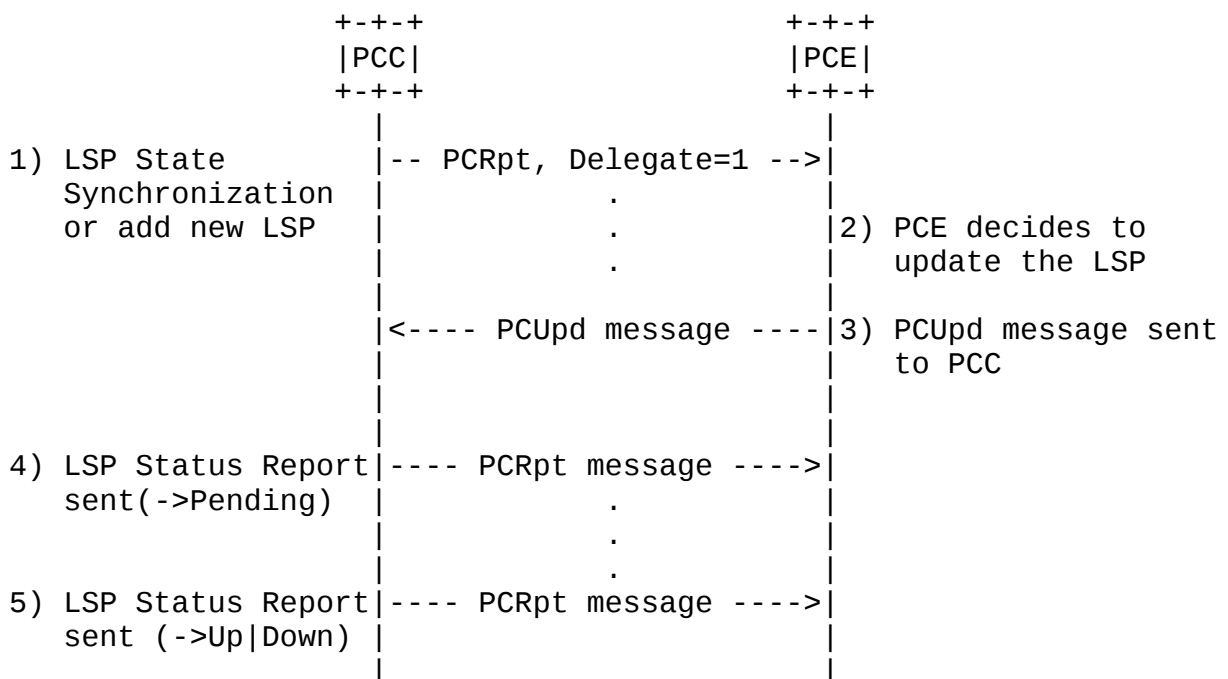 +-+-+                    +-+-+
|PCC|                    |PCE|
+-+-+                    +-+-+
|                        |
1) LSP State       |-- PCRpt, Delegate=1 -->|
Synchronization |            .           |
or add new LSP  |            .           |2) PCE decides to
|            .           |   update the LSP
|                        |
|<---- PCUpd message ----|3) PCUpd message sent
|                        |   to PCC
|                        |
|                        |
4) LSP Status Report|---- PCRpt message ---->|
sent(->Pending)  |            .           |
|            .           |
|            .           |
5) LSP Status Report|---- PCRpt message ---->|
sent (->Up|Down) |                        |
|                        |